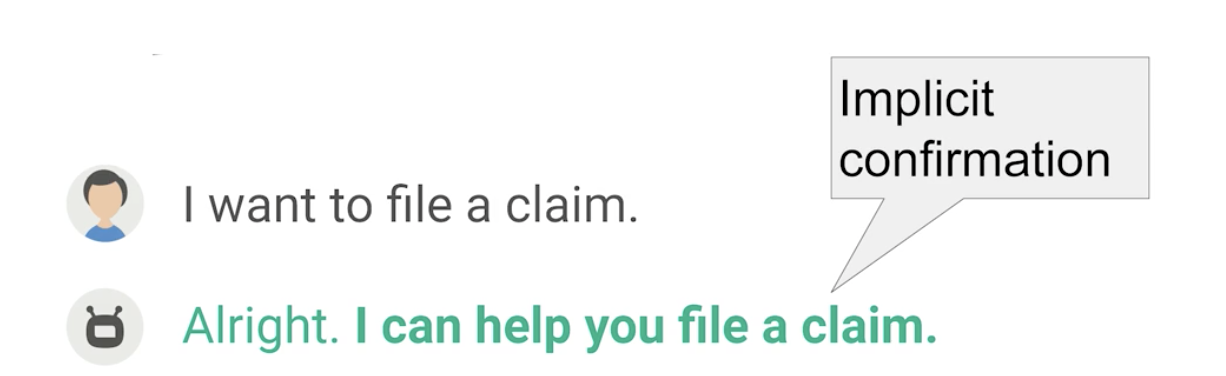 Implicit
confirmation
I want to file a claim.
Alright. I can help you file a claim.